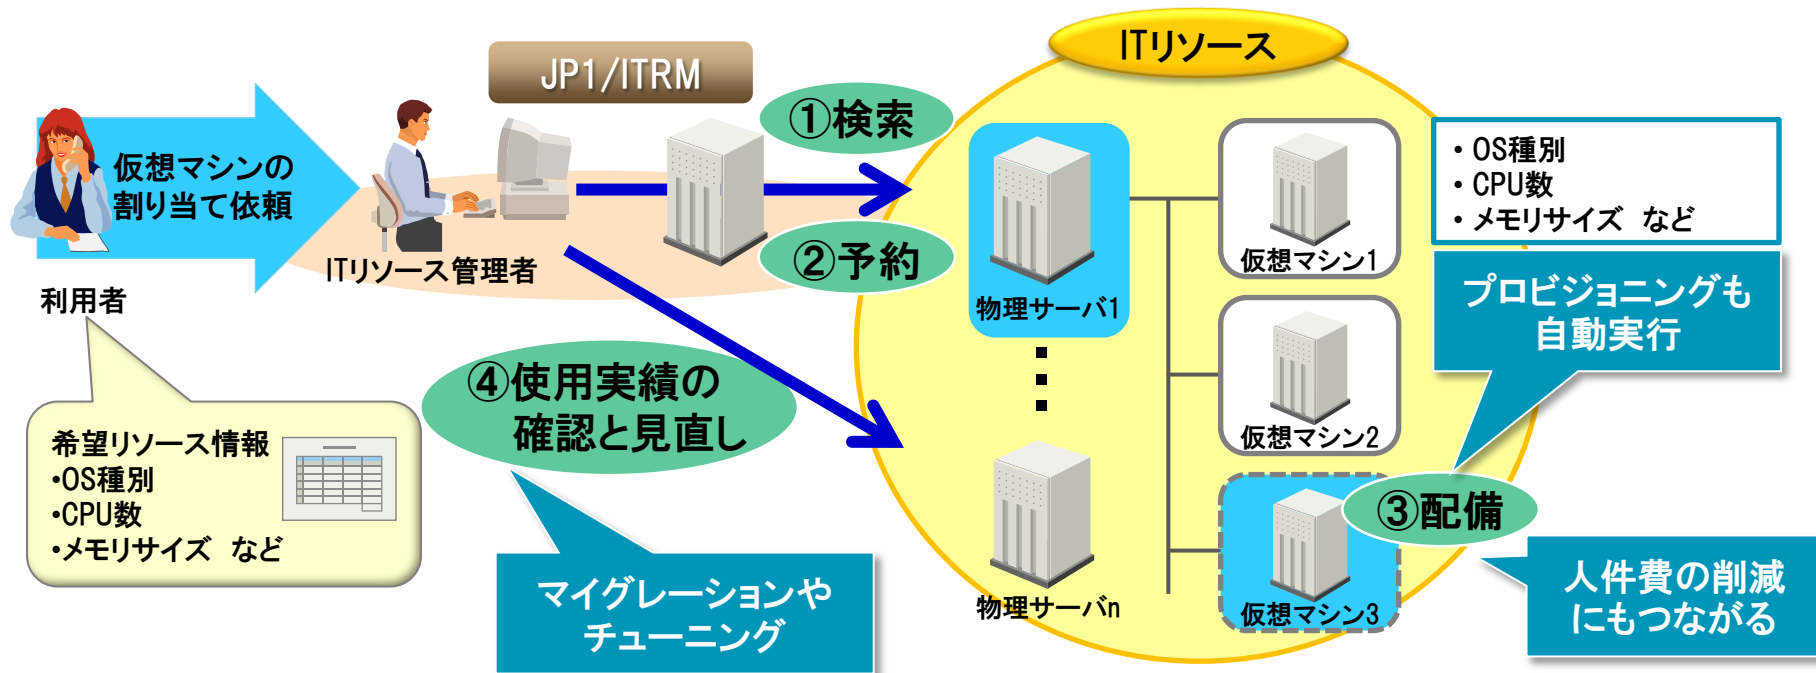 ITリソース
JP1/ITRM
①検索
仮想マシンの
割り当て依頼
・OS種別
・CPU数
・メモリサイズ など
②予約
ITリソース管理者
利用者
物理サーバ1
仮想マシン1
プロビジョニングも
自動実行
④使用実績の
確認と見直し
仮想マシン2
希望リソース情報
・OS種別
・CPU数
・メモリサイズ など
③配備
マイグレーションや
チューニング
物理サーバn
仮想マシン3
人件費の削減
にもつながる